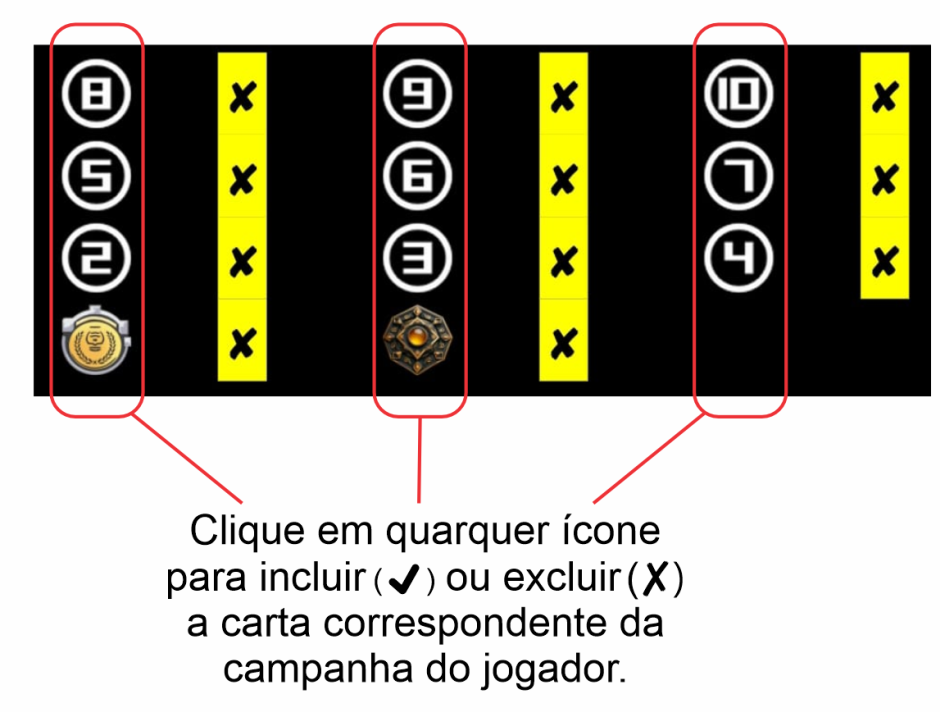 8 ✘ 9 ✘ 10 ✘
5 ✘ 6 ✘ 7 ✘
2 ✘ 3 ✘ 4 ✘
✘ ✘
Clique em quarquer ícone
para incluir (✔) ou excluir (✗)
a carta correspondente da
campanha do jogador.